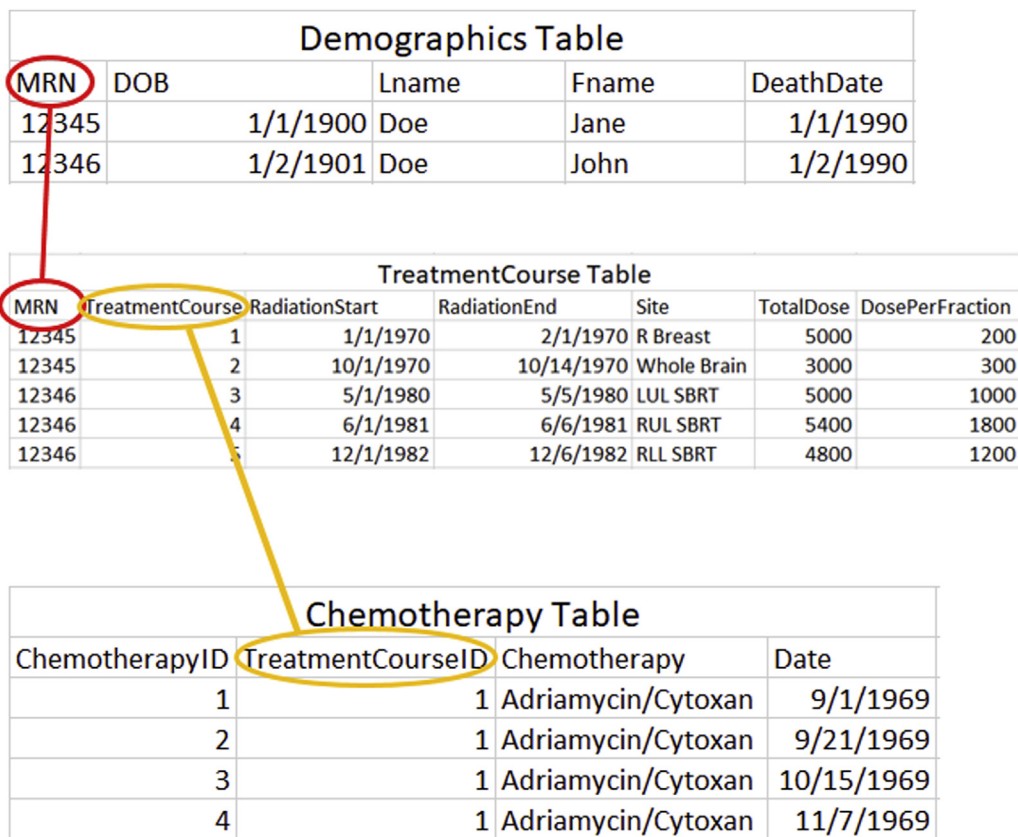 Demographics Table
MRN DOB Lname Fname DeathDate
12345 1/1/1900 Doe Jane 1/1/1990
12346 1/2/1901 Doe John 1/2/1990
TreatmentCourse Table
MRN TreatmentCourse RadiationStart RadiationEnd Site TotalDose DosePerFraction
12345 1 1/1/1970 2/1/1970 R Breast 5000 200
12345 2 10/1/1970 10/14/1970 Whole Brain 3000 300
12346 3 5/1/1980 5/5/1980 LUL SBRT 5000 1000
12346 4 6/1/1981 6/6/1981 RUL SBRT 5400 1800
12346 5 12/1/1982 12/6/1982 RLL SBRT 4800 1200
Chemotherapy Table
ChemotherapyID TreatmentCourseID Chemotherapy Date
1 1 Adriamycin/Cytoxan 9/1/1969
2 1 Adriamycin/Cytoxan 9/21/1969
3 1 Adriamycin/Cytoxan 10/15/1969
4 1 Adriamycin/Cytoxan 11/7/1969